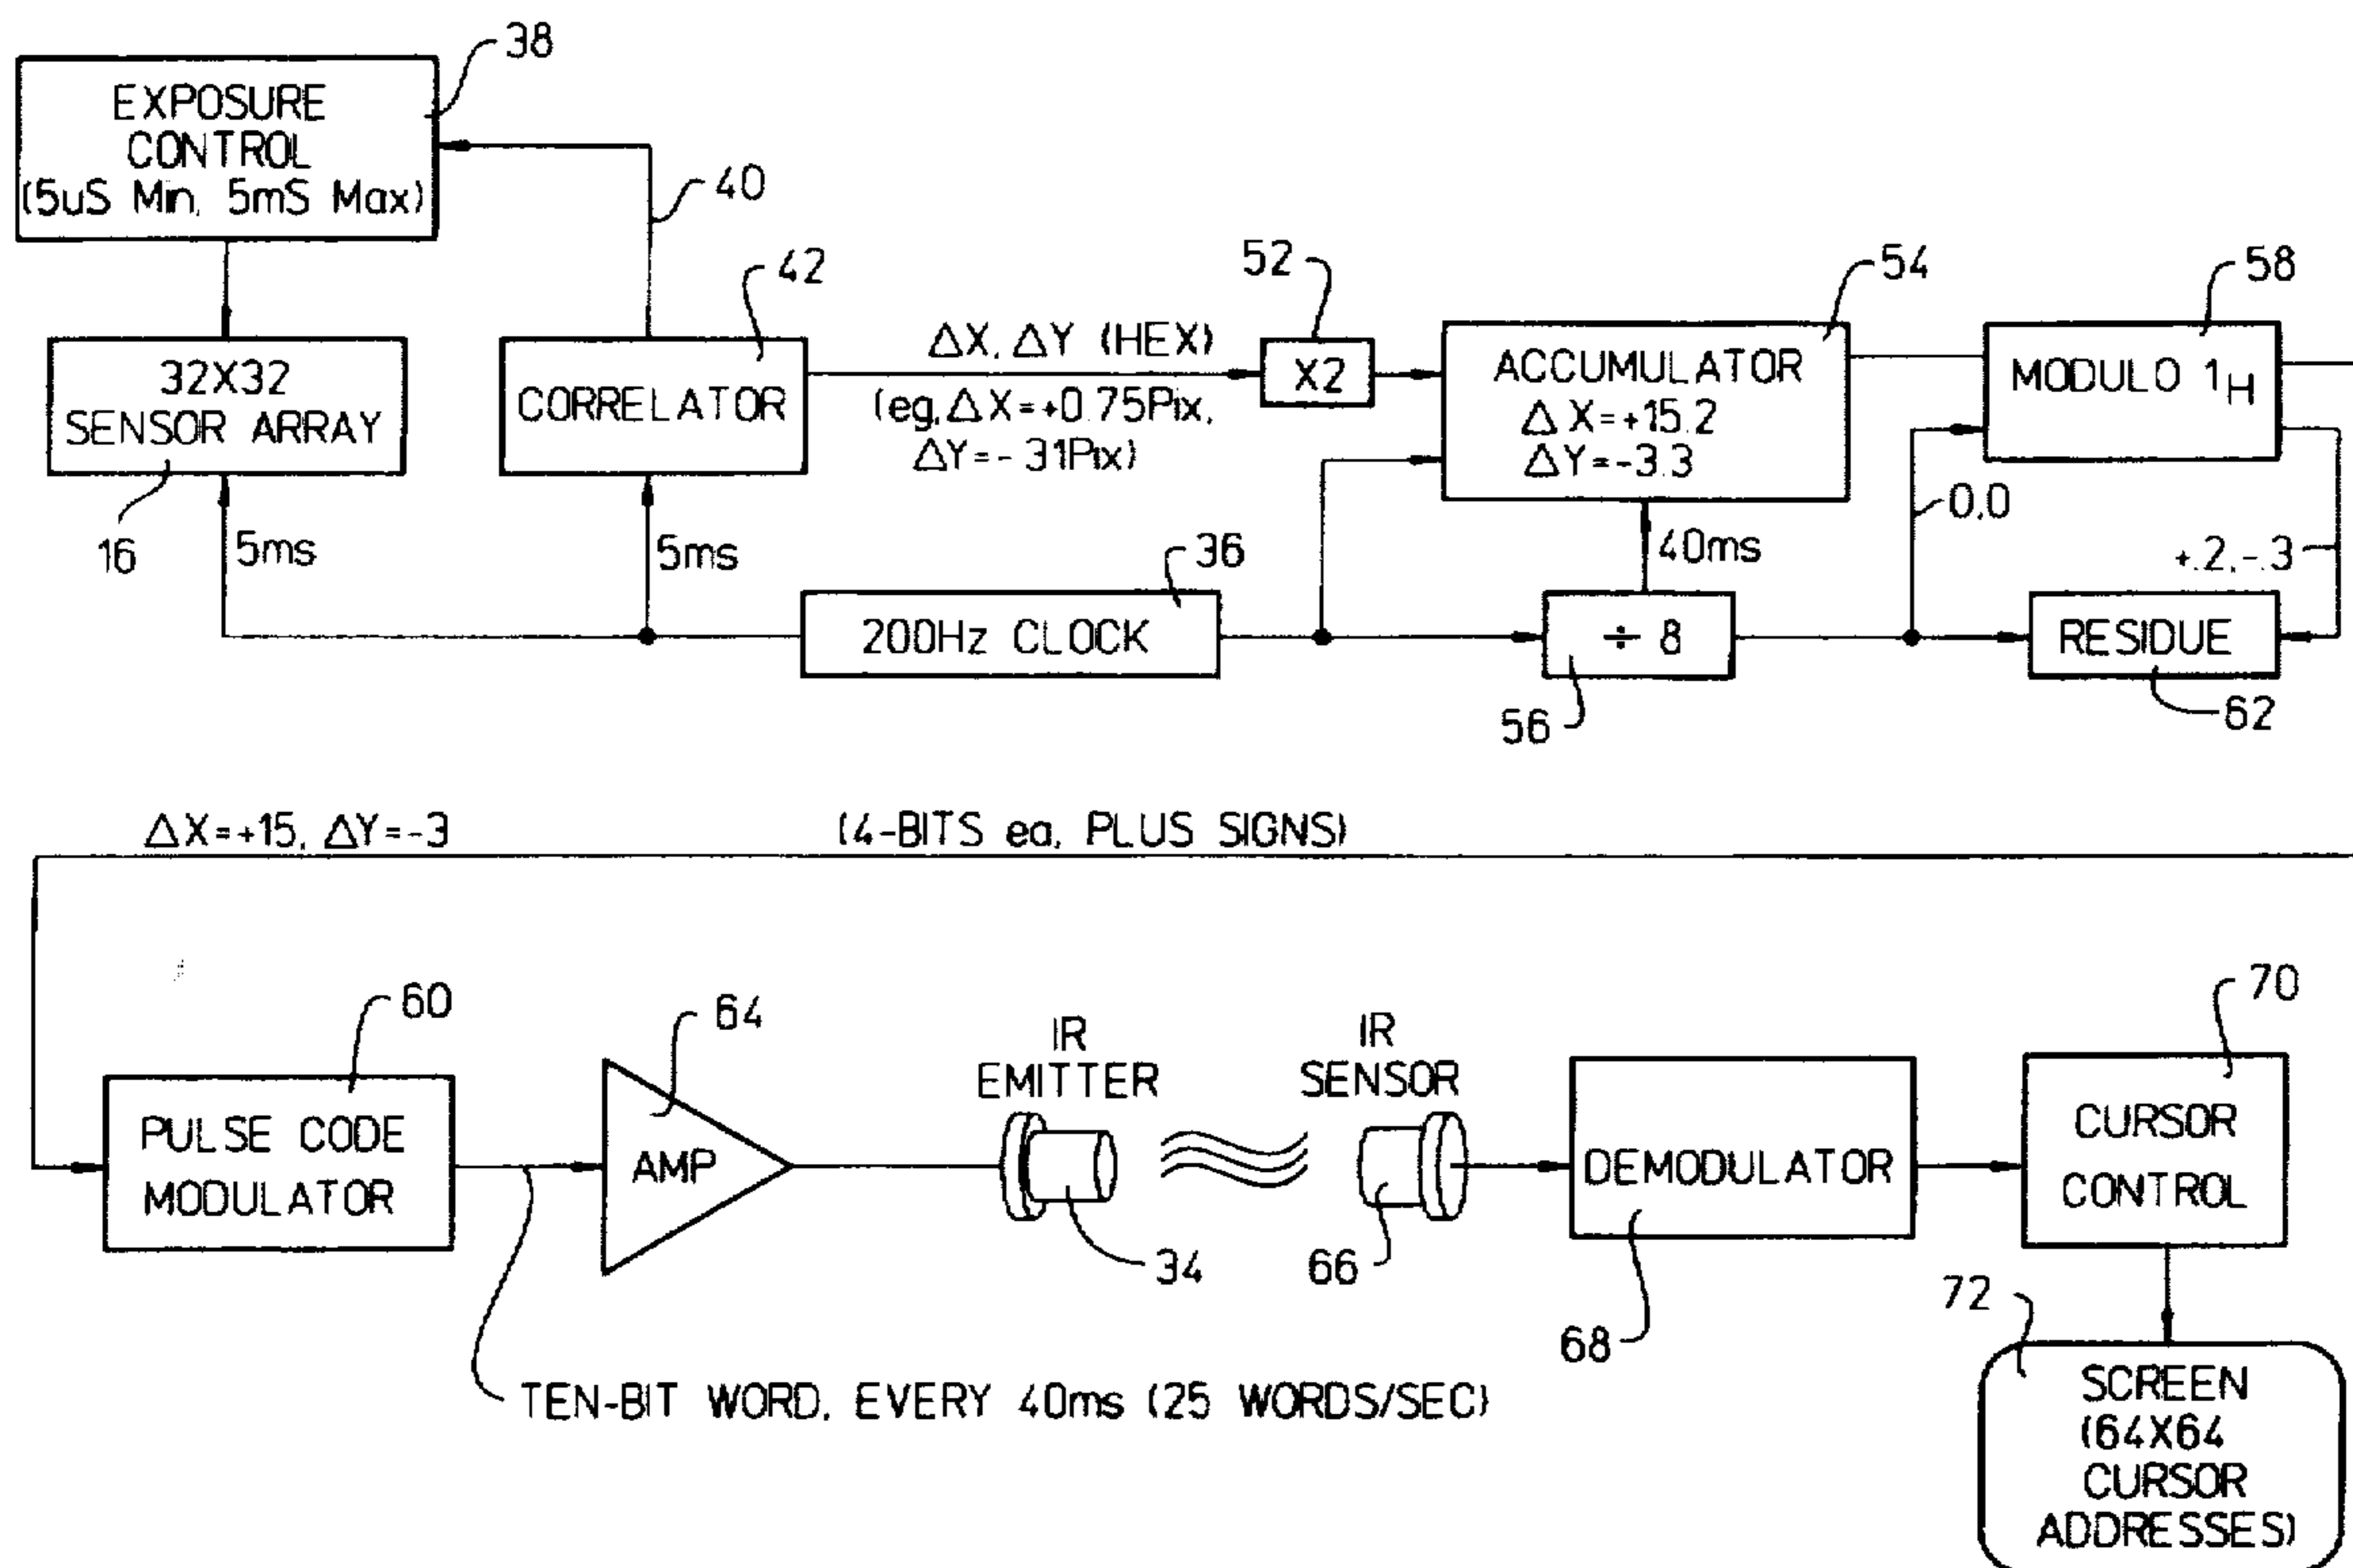 38
EXPOSURE
CONTROL
(5uS Min, 5mS Max)
40
42
52
54
58
32X32
SENSOR ARRAY
CORRELATOR
ΔX, ΔY (HEX)
(eg, ΔX=+0.75Pix,
ΔY=-.31Pix)
X2
ACCUMULATOR
ΔX=+15.2
ΔY=-3.3
MODULO 1H
16
5ms
5ms
36
40ms
0,0
+.2,-.3
200Hz CLOCK
÷ 8
RESIDUE
56
62
ΔX=+15, ΔY=-3
(4-BITS ea, PLUS SIGNS)
60
64
IR
EMITTER
IR
SENSOR
70
PULSE CODE
MODULATOR
AMP
DEMODULATOR
CURSOR
CONTROL
34
66
68
72
TEN-BIT WORD, EVERY 40ms (25 WORDS/SEC)
SCREEN
(64X64
CURSOR
ADDRESSES)